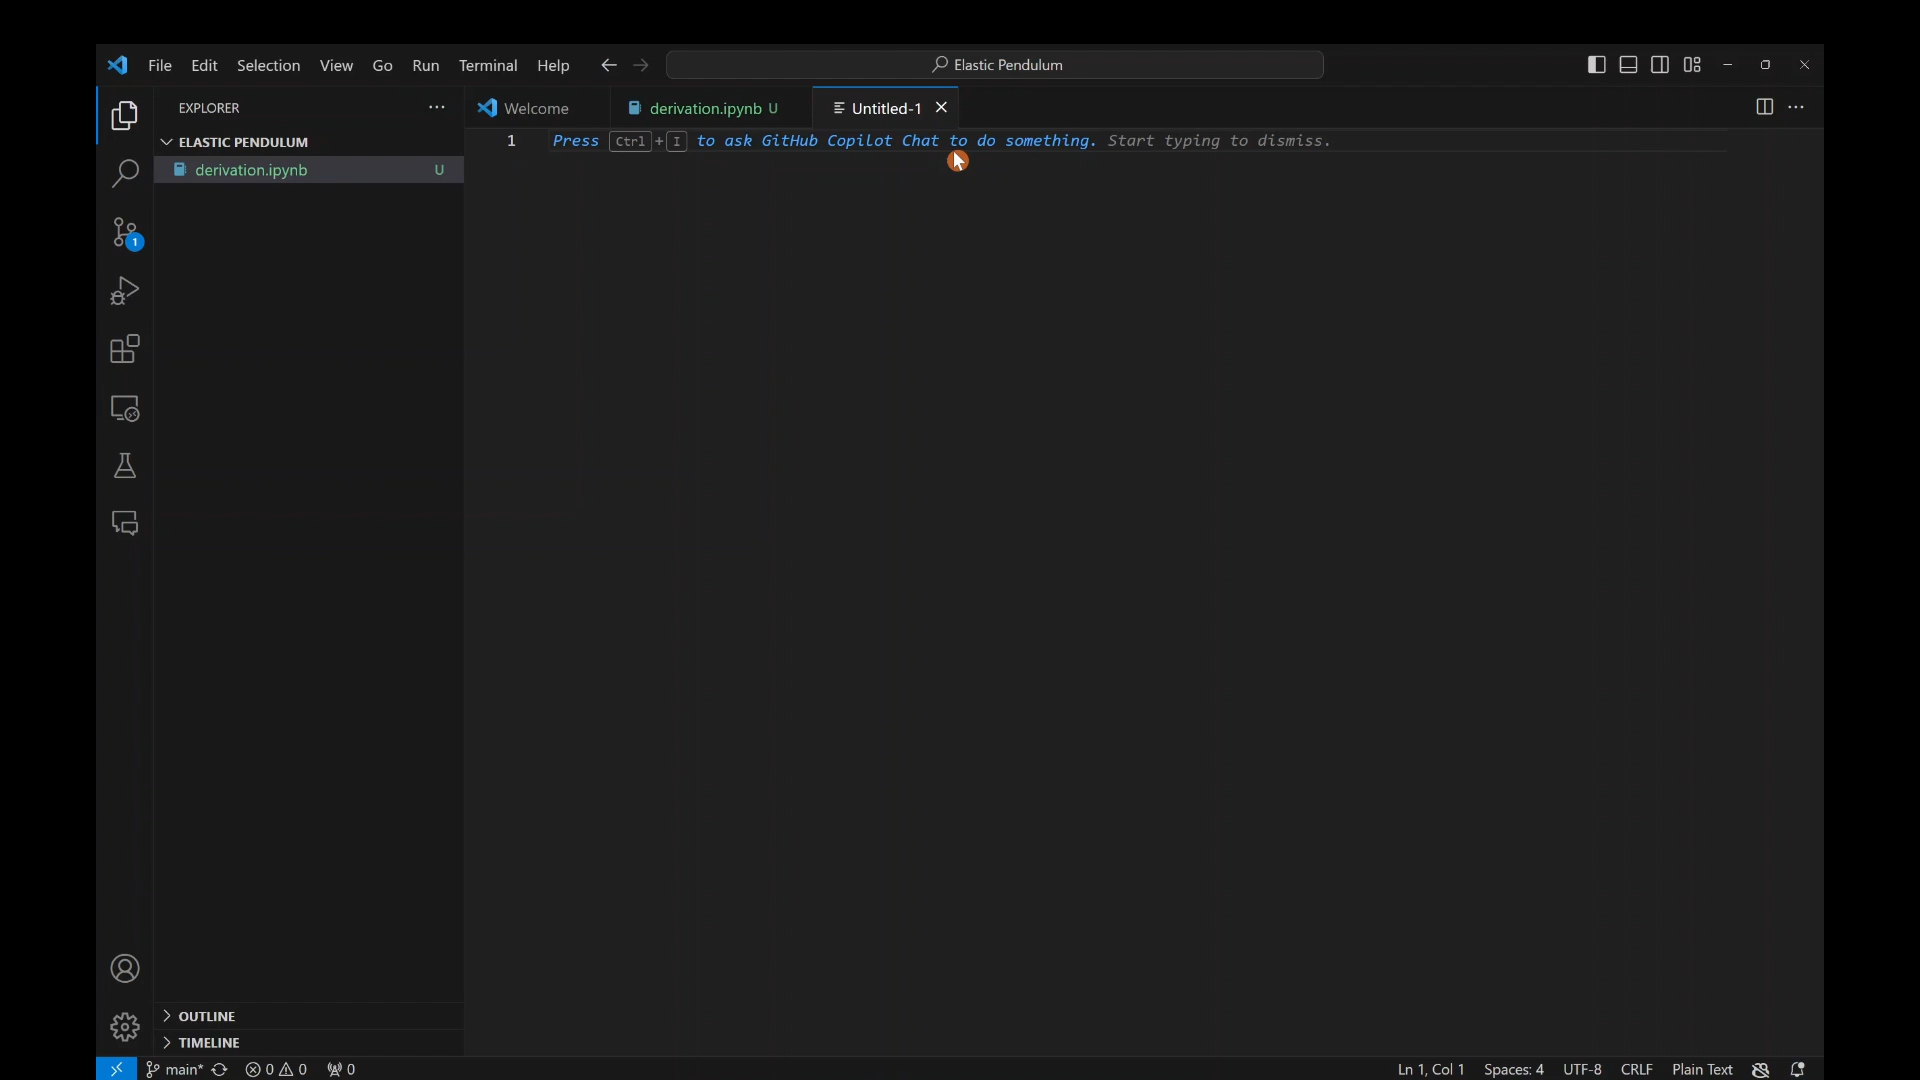 File Edit Selection View Go Run Terminal Help Elastic Pendulum
EXPLORER
Welcome derivation.ipynb U Untitled-1
ELASTIC PENDULUM
1 Press Ctrl+I to ask GitHub Copilot Chat to do something. Start typing to dismiss.
derivation.ipynb U
1
OUTLINE
TIMELINE
main* 0 0 0 Ln 1, Col 1 Spaces: 4 UTF-8 CRLF Plain Text